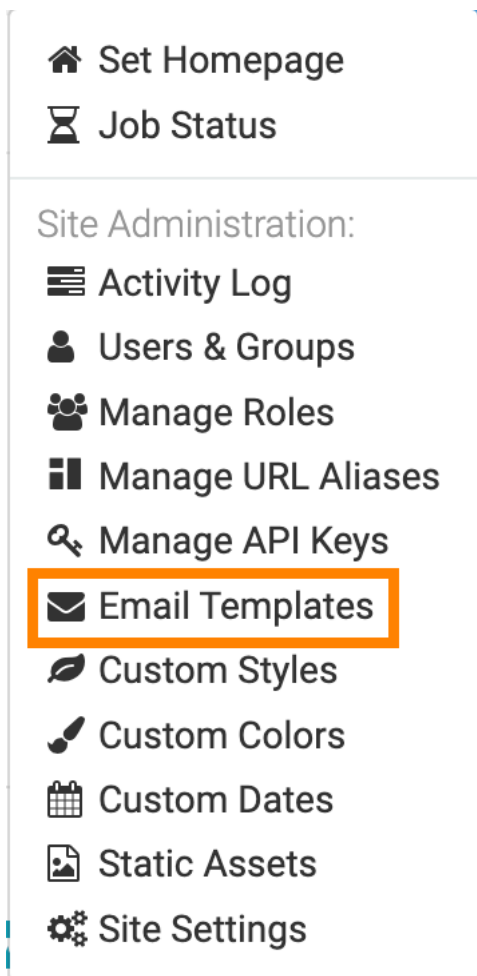 Set Homepage
Job Status
Site Administration:
Activity Log
Users & Groups
Manage Roles
Manage URL Aliases
Manage API Keys
Email Templates
Custom Styles
Custom Colors
Custom Dates
Static Assets
Site Settings